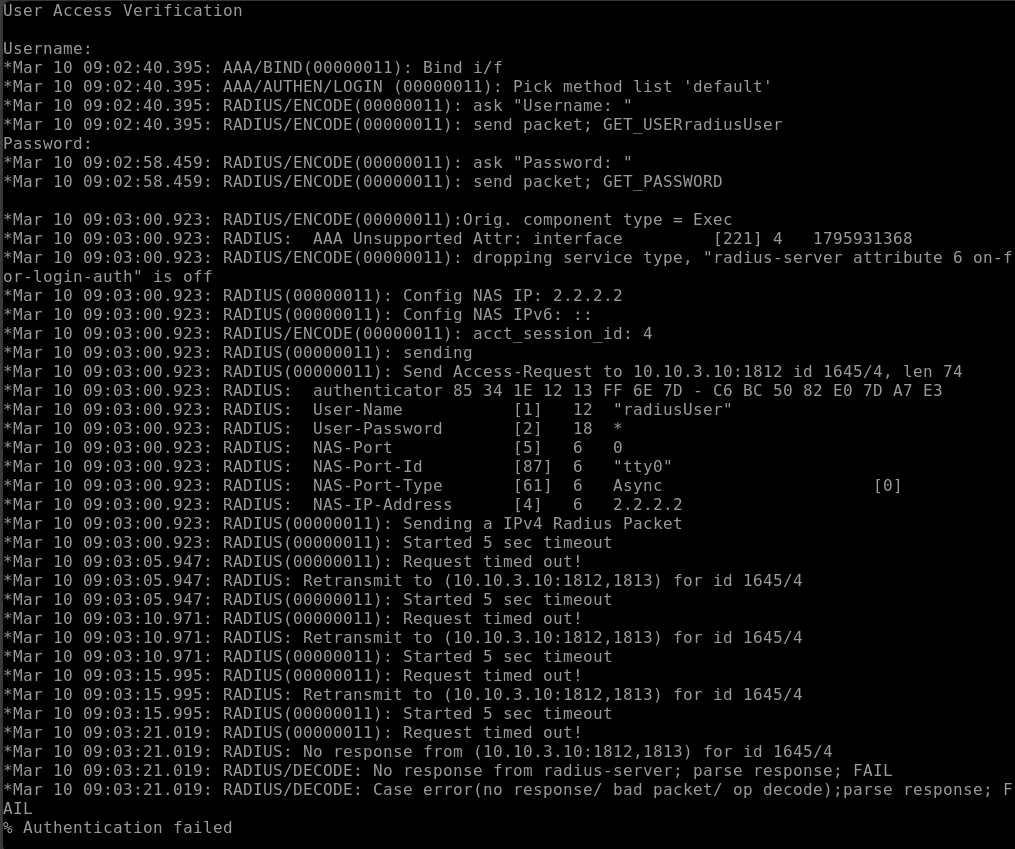 User Access Verification
Username:
*Mar 10 09:02:40.395: AAA/BIND(00000011): Bind i/f
*Mar 10 09:02:40.395: AAA/AUTHEN/LOGIN (00000011): Pick method list 'default'
*Mar 10 09:02:40.395: RADIUS/ENCODE(00000011): ask "Username: "
*Mar 10 09:02:40.395: RADIUS/ENCODE(00000011): send packet; GET_USERradiusUser
Password:
*Mar 10 09:02:58.459: RADIUS/ENCODE(00000011): ask "Password: "
*Mar 10 09:02:58.459: RADIUS/ENCODE(00000011): send packet; GET_PASSWORD
*Mar 10 09:03:00.923: RADIUS/ENCODE(00000011):Orig. component type = Exec
*Mar 10 09:03:00.923: RADIUS:  AAA Unsupported Attr: interface         [221] 4   1795931368
*Mar 10 09:03:00.923: RADIUS/ENCODE(00000011): dropping service type, "radius-server attribute 6 on-f
or-login-auth" is off
*Mar 10 09:03:00.923: RADIUS(00000011): Config NAS IP: 2.2.2.2
*Mar 10 09:03:00.923: RADIUS(00000011): Config NAS IPv6: ::
*Mar 10 09:03:00.923: RADIUS/ENCODE(00000011): acct_session_id: 4
*Mar 10 09:03:00.923: RADIUS(00000011): sending
*Mar 10 09:03:00.923: RADIUS(00000011): Send Access-Request to 10.10.3.10:1812 id 1645/4, len 74
*Mar 10 09:03:00.923: RADIUS:  authenticator 85 34 1E 12 13 FF 6E 7D - C6 BC 50 82 E0 7D A7 E3
*Mar 10 09:03:00.923: RADIUS:  User-Name           [1]   12  "radiusUser"
*Mar 10 09:03:00.923: RADIUS:  User-Password       [2]   18  *
*Mar 10 09:03:00.923: RADIUS:  NAS-Port            [5]   6   0
*Mar 10 09:03:00.923: RADIUS:  NAS-Port-Id         [87]  6   "tty0"
*Mar 10 09:03:00.923: RADIUS:  NAS-Port-Type       [61]  6   Async                     [0]
*Mar 10 09:03:00.923: RADIUS:  NAS-IP-Address      [4]   6   2.2.2.2
*Mar 10 09:03:00.923: RADIUS(00000011): Sending a IPv4 Radius Packet
*Mar 10 09:03:00.923: RADIUS(00000011): Started 5 sec timeout
*Mar 10 09:03:05.947: RADIUS(00000011): Request timed out!
*Mar 10 09:03:05.947: RADIUS: Retransmit to (10.10.3.10:1812,1813) for id 1645/4
*Mar 10 09:03:05.947: RADIUS(00000011): Started 5 sec timeout
*Mar 10 09:03:10.971: RADIUS(00000011): Request timed out!
*Mar 10 09:03:10.971: RADIUS: Retransmit to (10.10.3.10:1812,1813) for id 1645/4
*Mar 10 09:03:10.971: RADIUS(00000011): Started 5 sec timeout
*Mar 10 09:03:15.995: RADIUS(00000011): Request timed out!
*Mar 10 09:03:15.995: RADIUS: Retransmit to (10.10.3.10:1812,1813) for id 1645/4
*Mar 10 09:03:15.995: RADIUS(00000011): Started 5 sec timeout
*Mar 10 09:03:21.019: RADIUS(00000011): Request timed out!
*Mar 10 09:03:21.019: RADIUS: No response from (10.10.3.10:1812,1813) for id 1645/4
*Mar 10 09:03:21.019: RADIUS/DECODE: No response from radius-server; parse response; FAIL
*Mar 10 09:03:21.019: RADIUS/DECODE: Case error(no response/ bad packet/ op decode);parse response; F
AIL
% Authentication failed